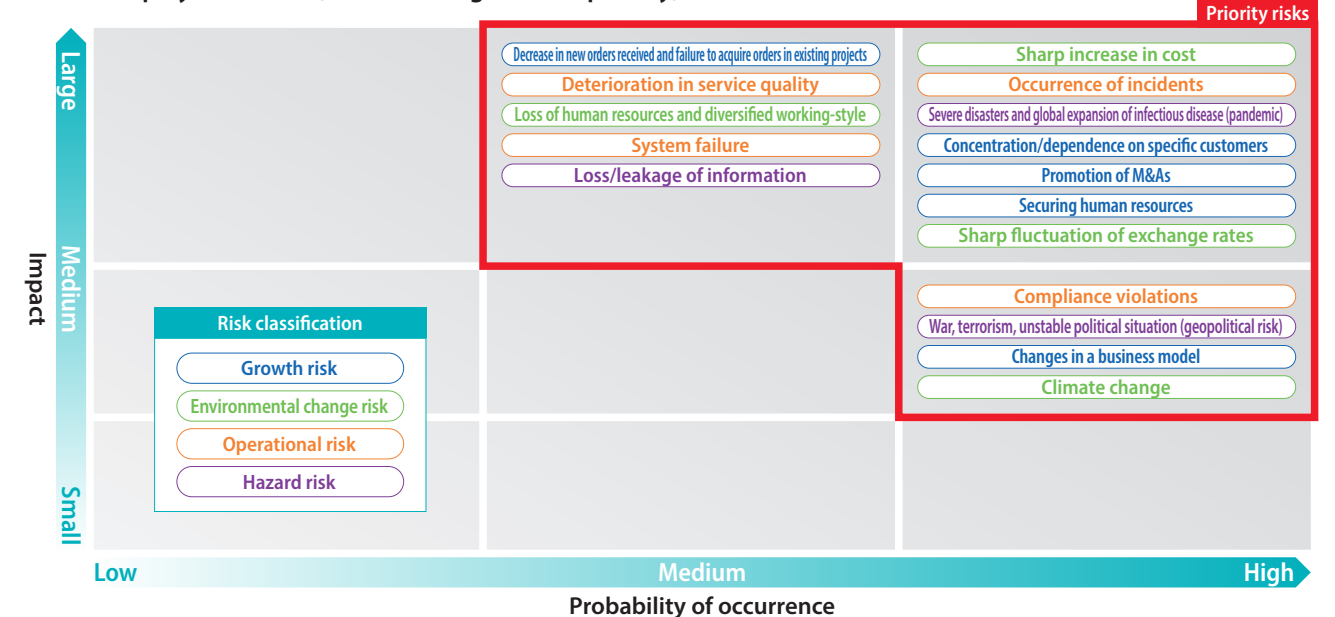 Priority risks
Large
Medium
Small
Impact
Decrease in new orders received and failure to acquire orders in existing projects
Deterioration in service quality
Loss of human resources and diversified working-style
System failure
Loss/leakage of information
Sharp increase in cost
Occurrence of incidents
Severe disasters and global expansion of infectious disease (pandemic)
Concentration/dependence on specific customers
Promotion of M&As
Securing human resources
Sharp fluctuation of exchange rates
Compliance violations
War, terrorism, unstable political situation (geopolitical risk)
Changes in a business model
Climate change
Risk classification
Growth risk
Environmental change risk
Operational risk
Hazard risk
Low
Medium
High
Probability of occurrence